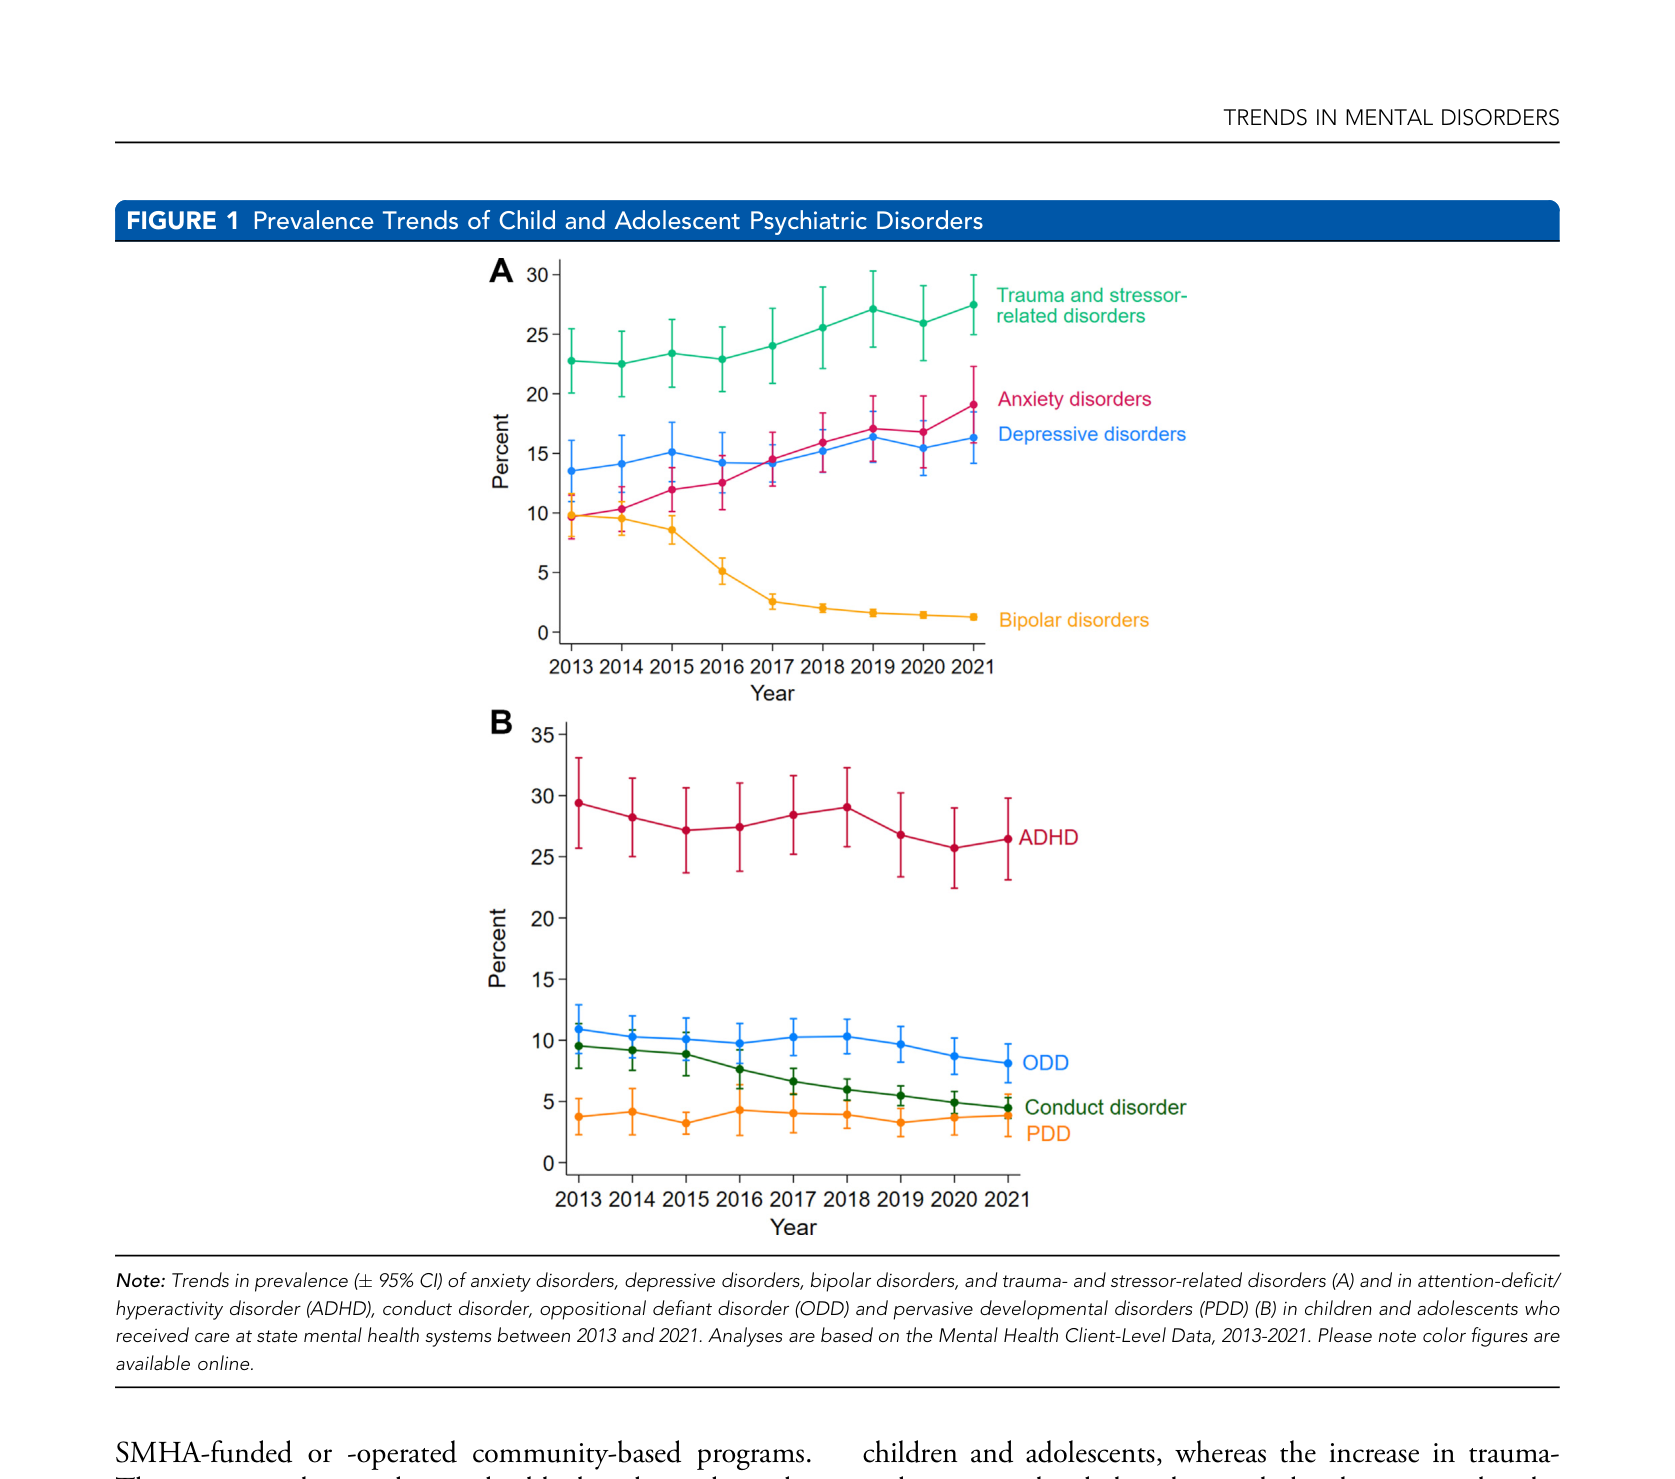 TRENDS IN MENTAL DISORDERS
FIGURE 1 Prevalence Trends of Child and Adolescent Psychiatric Disorders
A
30
25
20
15
10
5
0
Percent
Trauma and stressor-
related disorders
Anxiety disorders
Depressive disorders
Bipolar disorders
2013 2014 2015 2016 2017 2018 2019 2020 2021
Year
B
35
30
25
20
15
10
5
0
Percent
ADHD
ODD
Conduct disorder
PDD
2013 2014 2015 2016 2017 2018 2019 2020 2021
Year
Note: Trends in prevalence (± 95% CI) of anxiety disorders, depressive disorders, bipolar disorders, and trauma- and stressor-related disorders (A) and in attention-deficit/
hyperactivity disorder (ADHD), conduct disorder, oppositional defiant disorder (ODD) and pervasive developmental disorders (PDD) (B) in children and adolescents who
received care at state mental health systems between 2013 and 2021. Analyses are based on the Mental Health Client-Level Data, 2013-2021. Please note color figures are
available online.
SMHA-funded or -operated community-based programs.
children and adolescents, whereas the increase in trauma-